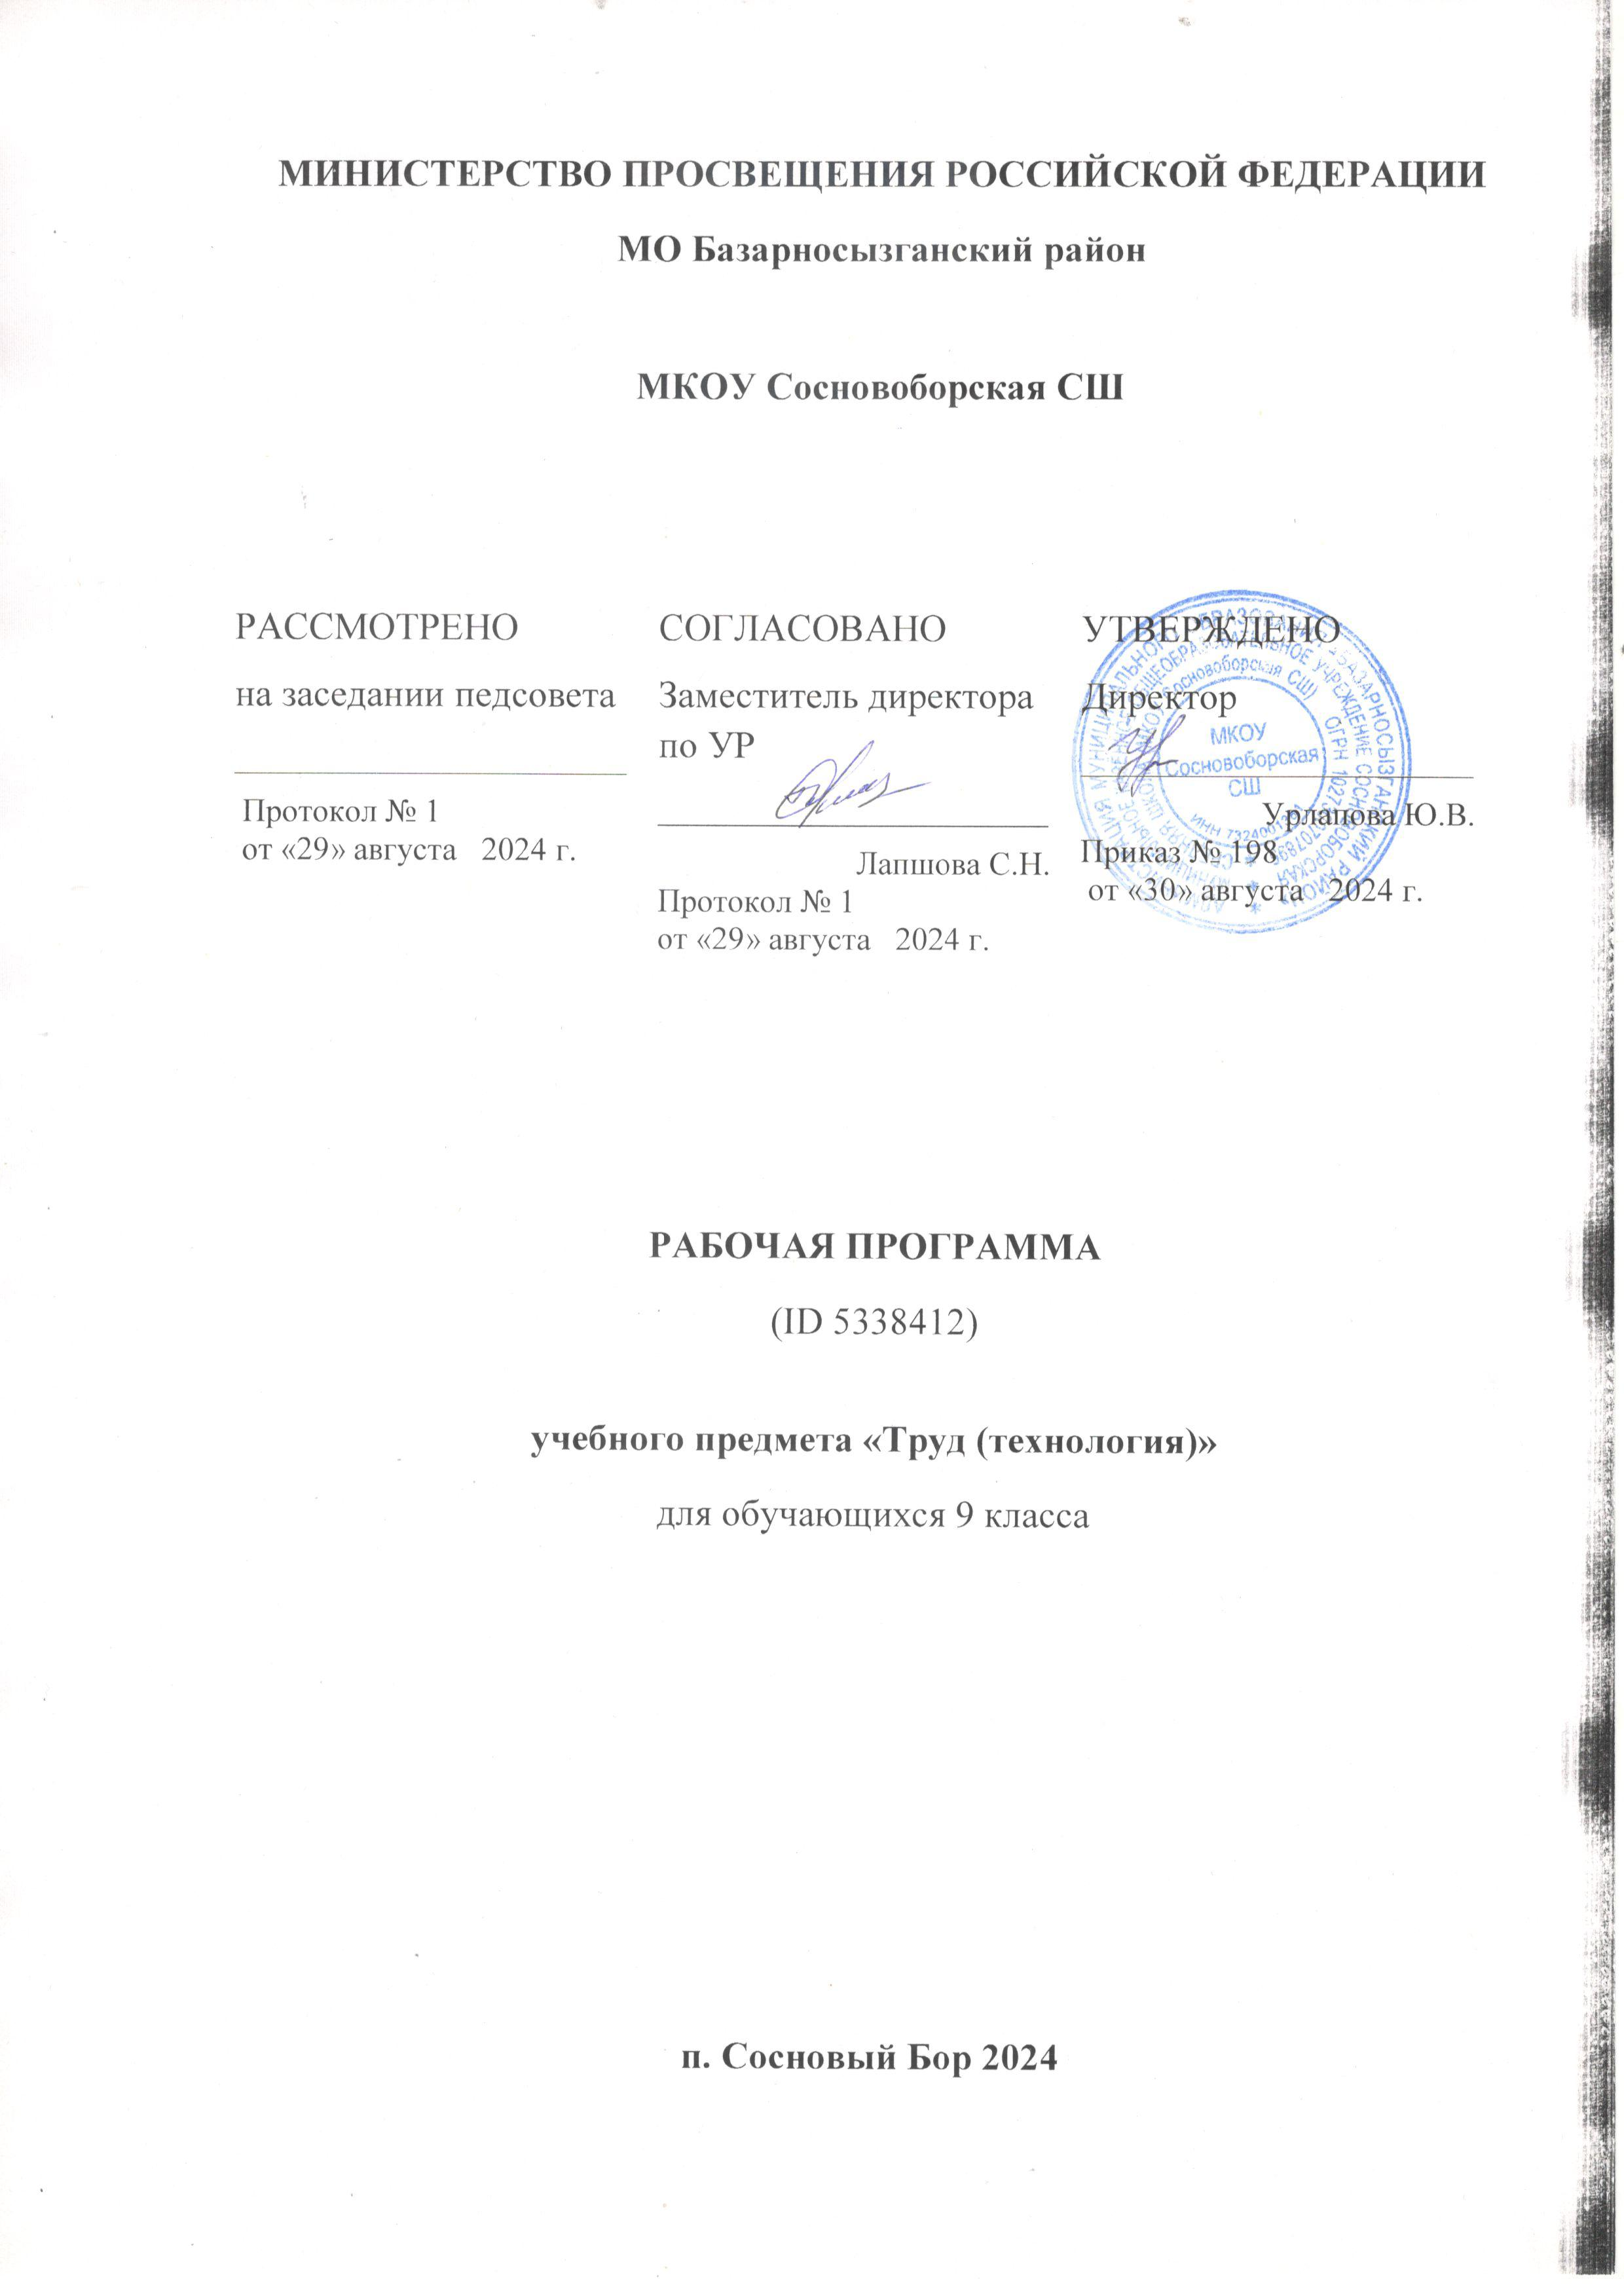 МИНИСТЕРСТВО ПРОСВЕЩЕНИЯ РОССИЙСКОЙ ФЕДЕРАЦИИ
МО Базарносызганский район
МКОУ Сосновоборская СШ
РАССМОТРЕНО
на заседании педсовета
Протокол № 1
от «29» августа 2024 г.
СОГЛАСОВАНО
Заместитель директора
по УР
Лапшова С.Н.
Протокол № 1
от «29» августа 2024 г.
УТВЕРЖДЕНО
Директор
Урлапова Ю.В.
Приказ № 198
от «30» августа 2024 г.
МКОУ
Сосновоборская
СШ
РАБОЧАЯ ПРОГРАММА
(ID 5338412)
учебного предмета «Труд (технология)»
для обучающихся 9 класса
п. Сосновый Бор 2024